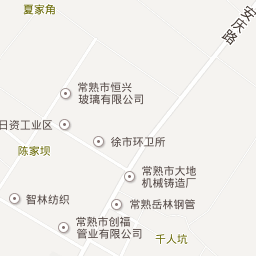 夏家角
安庆路
常熟市恒兴
玻璃有限公司
日资工业区
徐市环卫所
陈家坝
常熟市大地
机械铸造厂
智林纺织
常熟岳林钢管
常熟市创福
管业有限公司
千人坑